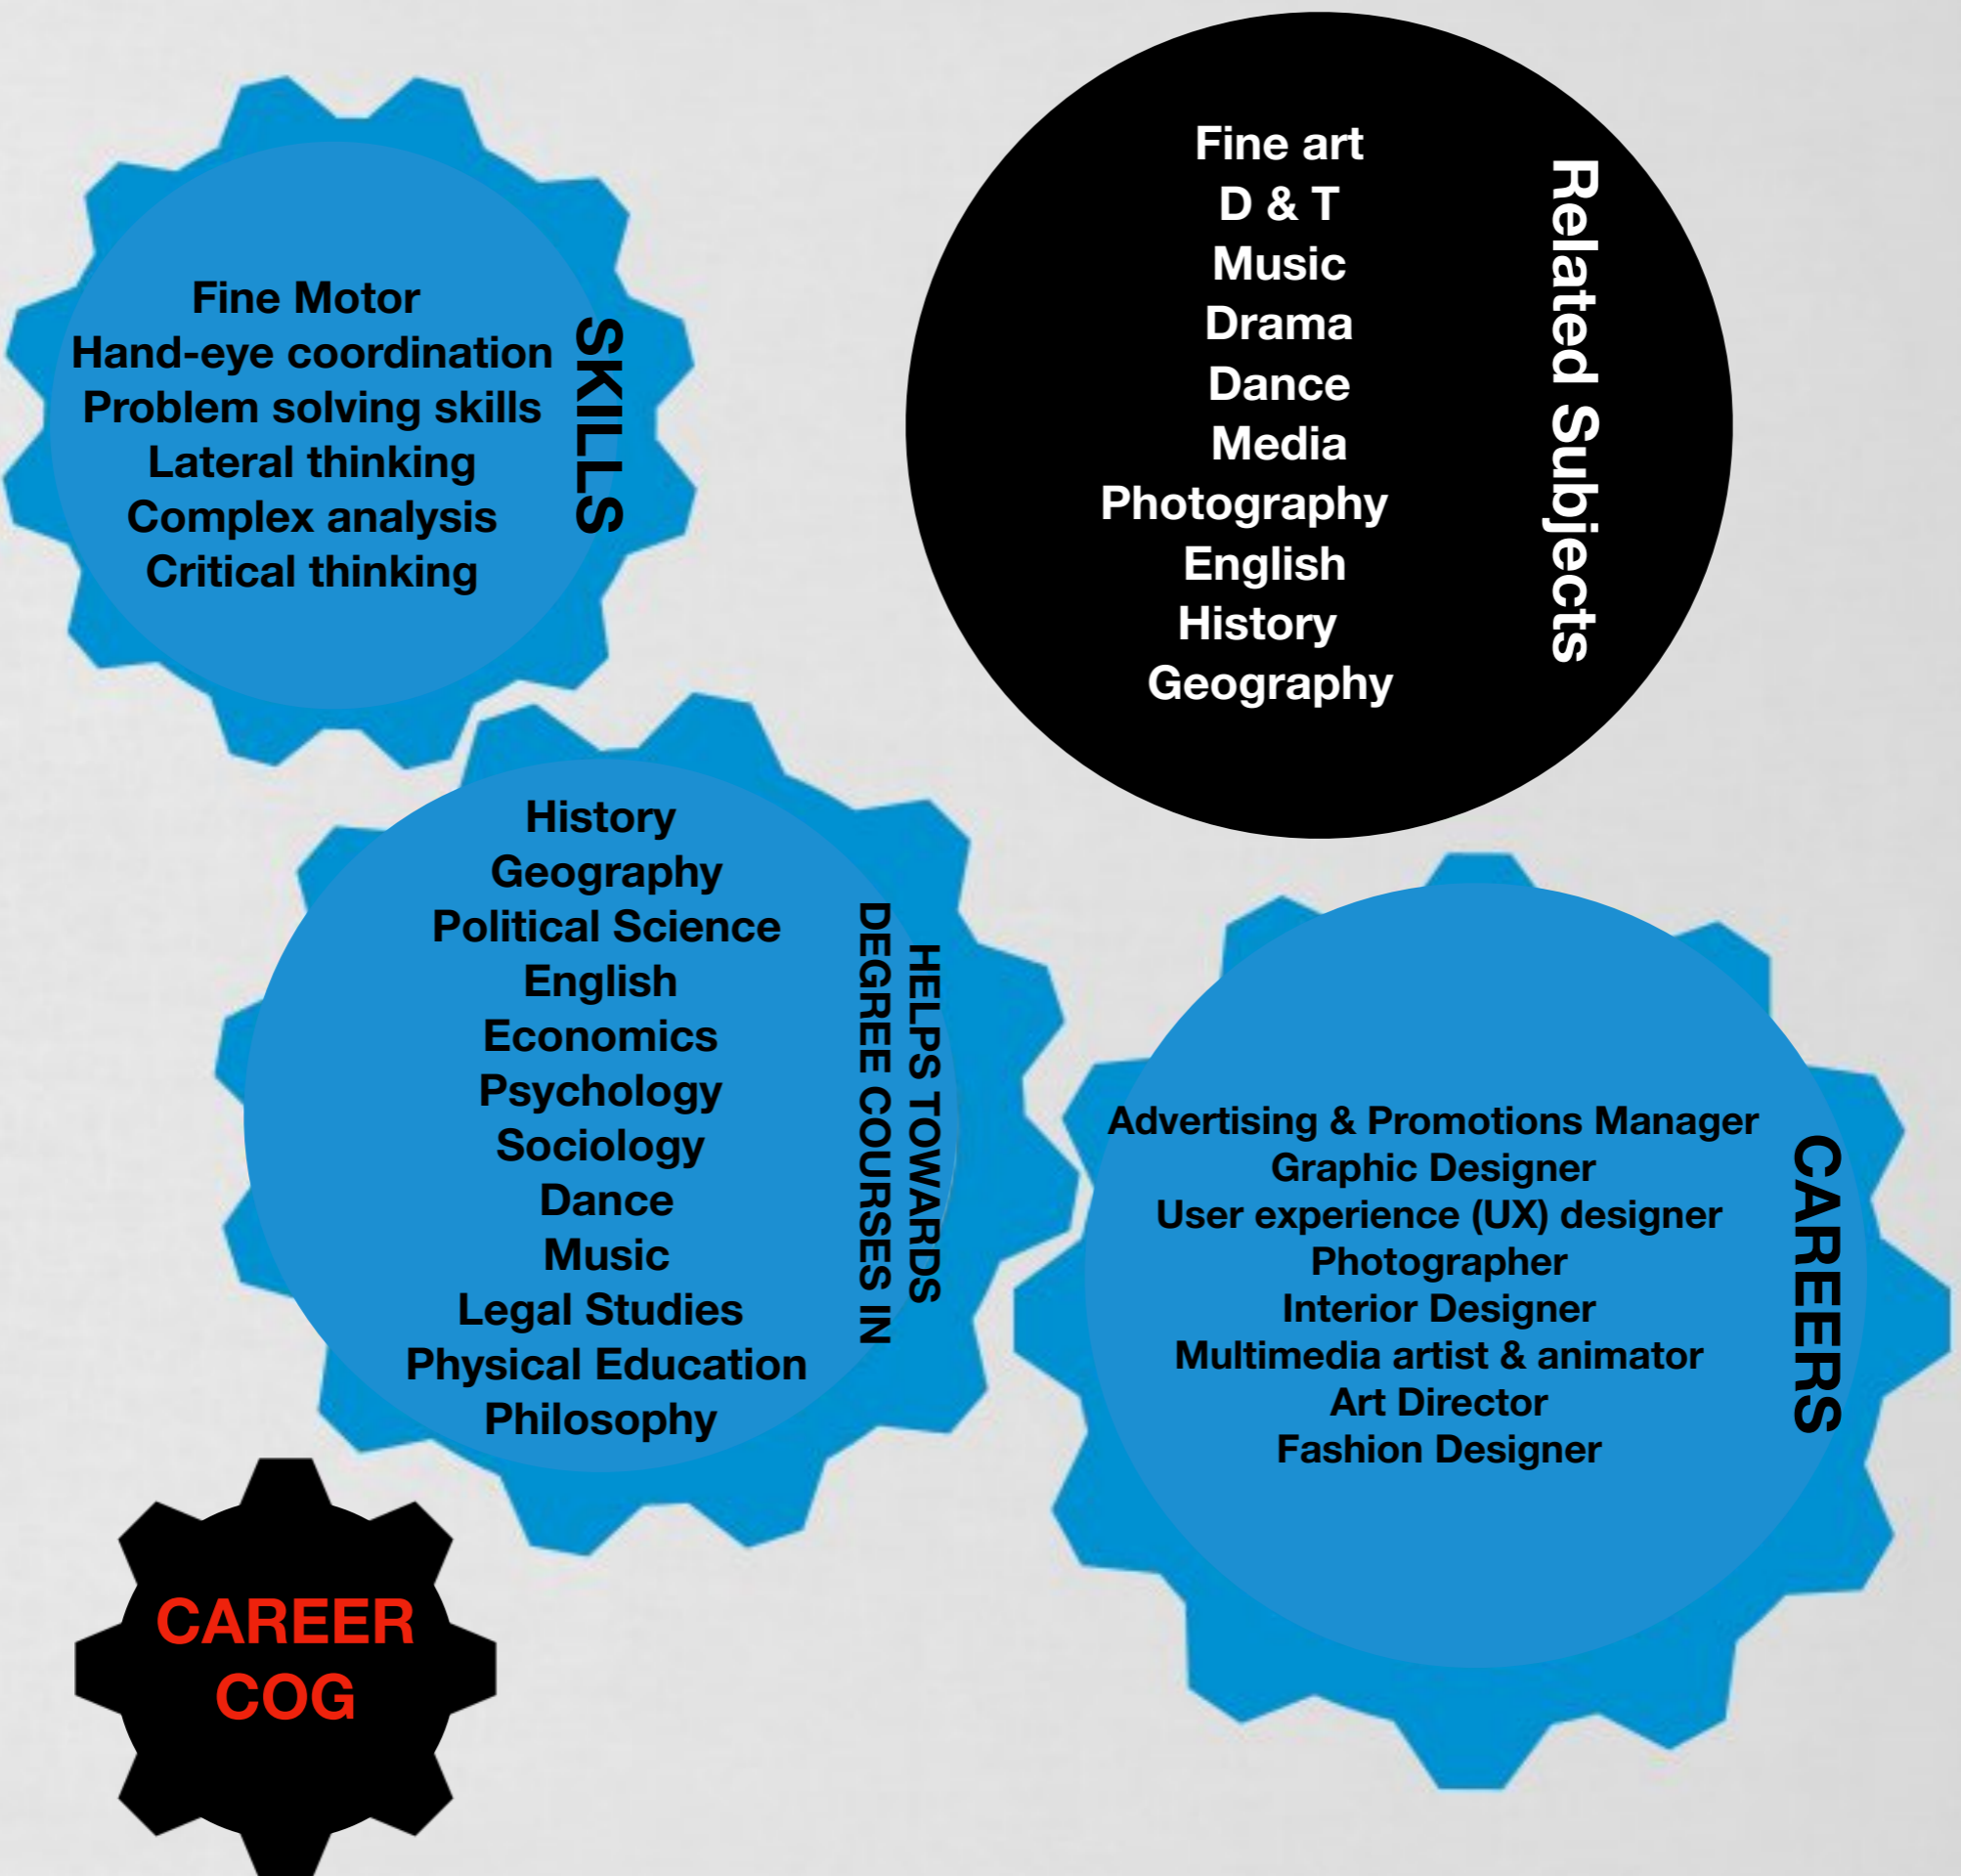 Fine Motor
Hand-eye coordination
Problem solving skills
Lateral thinking
Complex analysis
Critical thinking
SKILLS
Fine art
D & T
Music
Drama
Dance
Media
Photography
English
History
Geography
Related Subjects
History
Geography
Political Science
English
Economics
Psychology
Sociology
Dance
Music
Legal Studies
Physical Education
Philosophy
HELPS TOWARDS
DEGREE COURSES IN
Advertising & Promotions Manager
Graphic Designer
User experience (UX) designer
Photographer
Interior Designer
Multimedia artist & animator
Art Director
Fashion Designer
CAREERS
CAREER
COG